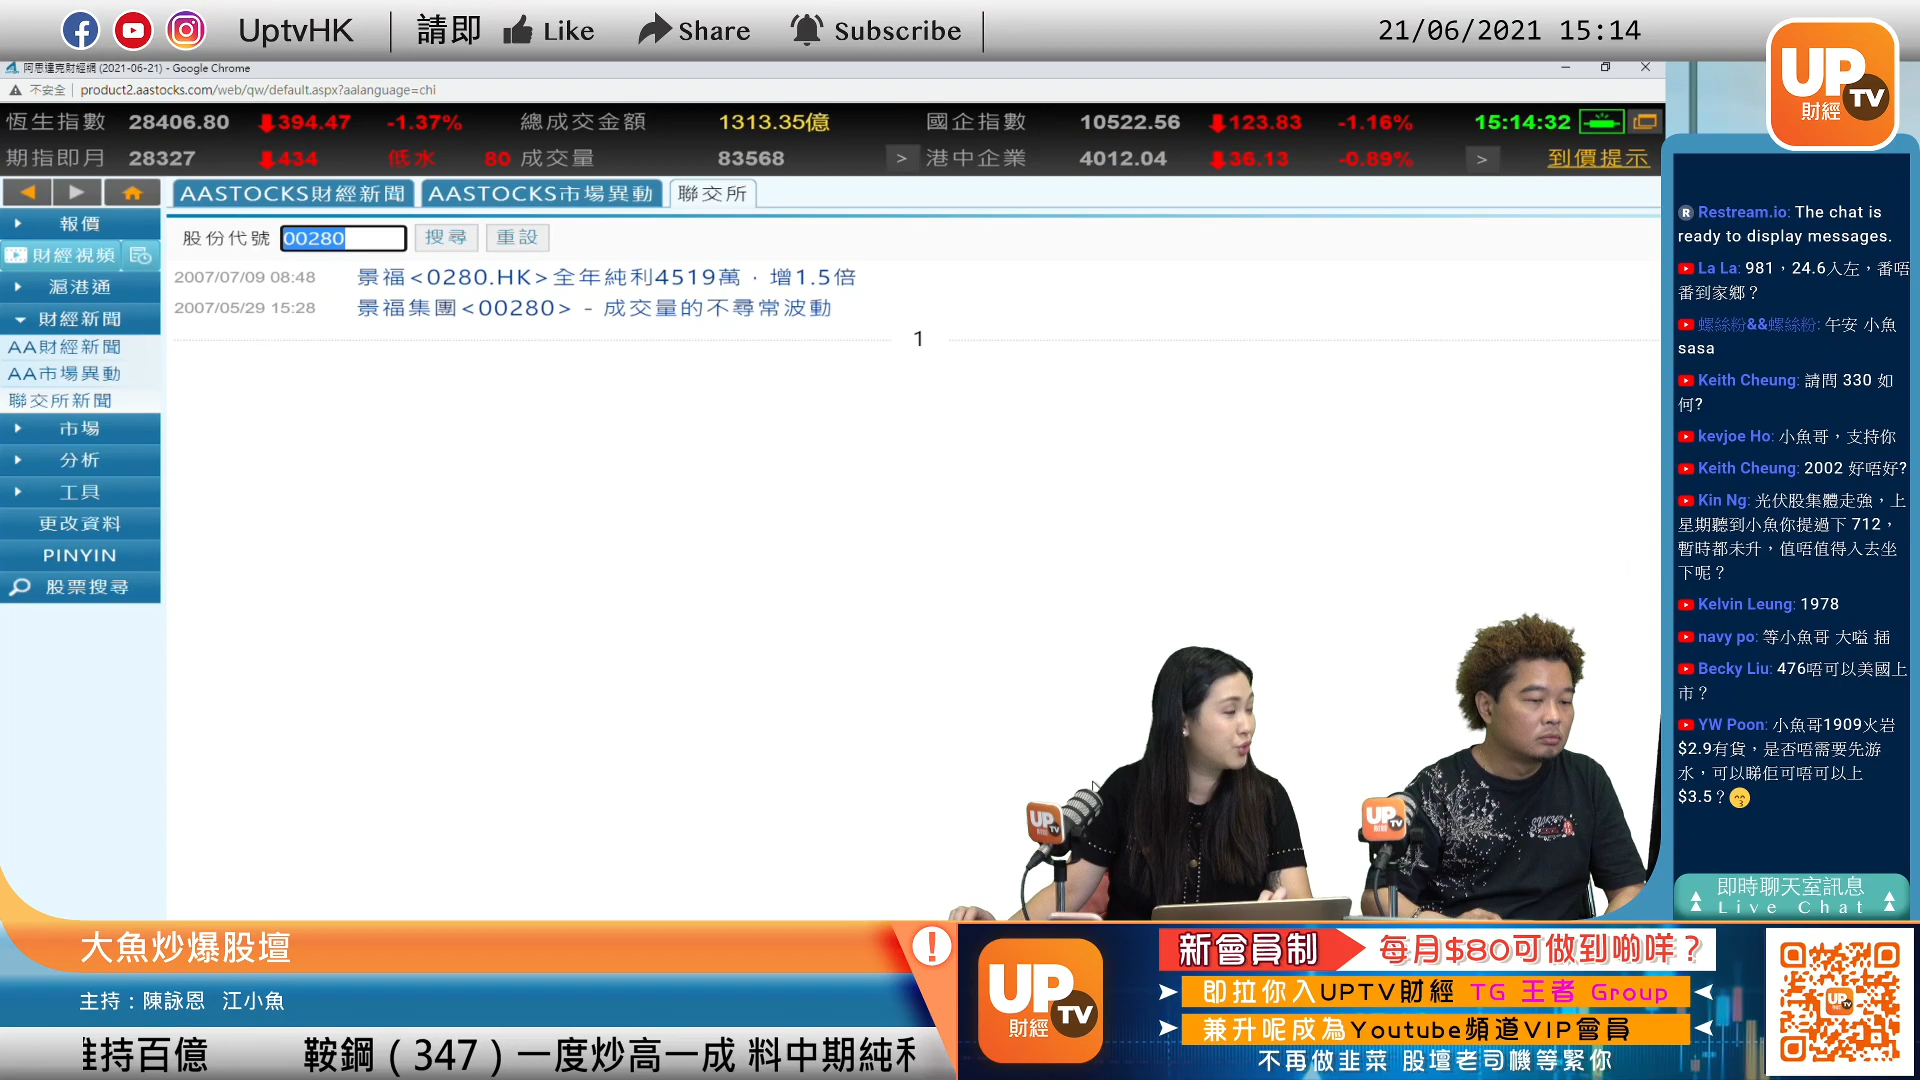 UptvHK
請即
Like
Share
Subscribe
21/06/2021 15:14
阿思達克財經網 (2021-06-21) - Google Chrome
不安全 | product2.aastocks.com/web/qw/default.aspx?aalanguage=chi
恆生指數 28406.80 394.47 -1.37% 總成交金額 1313.35億 國企指數 10522.56 123.83 -1.16% 15:14:32
期指即月 28327 434 低水 80 成交量 83568 > 港中企業 4012.04 36.13 -0.89% > 到價提示
AASTOCKS財經新聞 AASTOCKS市場異動 聯交所
股份代號 00280 搜尋 重設
2007/07/09 08:48 景福<0280.HK>全年純利4519萬．增1.5倍
2007/05/29 15:28 景福集團<00280> - 成交量的不尋常波動
1
報價
財經視頻
滬港通
財經新聞
AA財經新聞
AA市場異動
聯交所新聞
市場
分析
工具
更改資料
PINYIN
股票搜尋
UP
TV
財經
Restream.io: The chat is
ready to display messages.
La La: 981，24.6入左，番唔
番到家鄉？
螺絲粉&&螺絲粉: 午安 小魚
sasa
Keith Cheung: 請問 330 如
何?
kevjoe Ho: 小魚哥，支持你
Keith Cheung: 2002 好唔好?
Kin Ng: 光伏股集體走強，上
星期聽到小魚你提過下 712，
暫時都未升，值唔值得入去坐
下呢？
Kelvin Leung: 1978
navy po: 等小魚哥 大嗌 插
Becky Liu: 476唔可以美國上
市？
YW Poon: 小魚哥1909火岩
$2.9有貨，是否唔需要先游
水，可以睇佢可唔可以上
$3.5？
即時聊天室訊息
Live Chat
UP
TV
UP
TV
大魚炒爆股壇
主持：陳詠恩 江小魚
維持百億 鞍鋼（347）一度炒高一成 料中期純利
UP
TV
財經
新會員制 每月$80可做到啲咩？
即拉你入UPTV財經 TG 王者 Group
兼升呢成為Youtube頻道VIP會員
不再做韭菜 股壇老司機等緊你
UP
TV